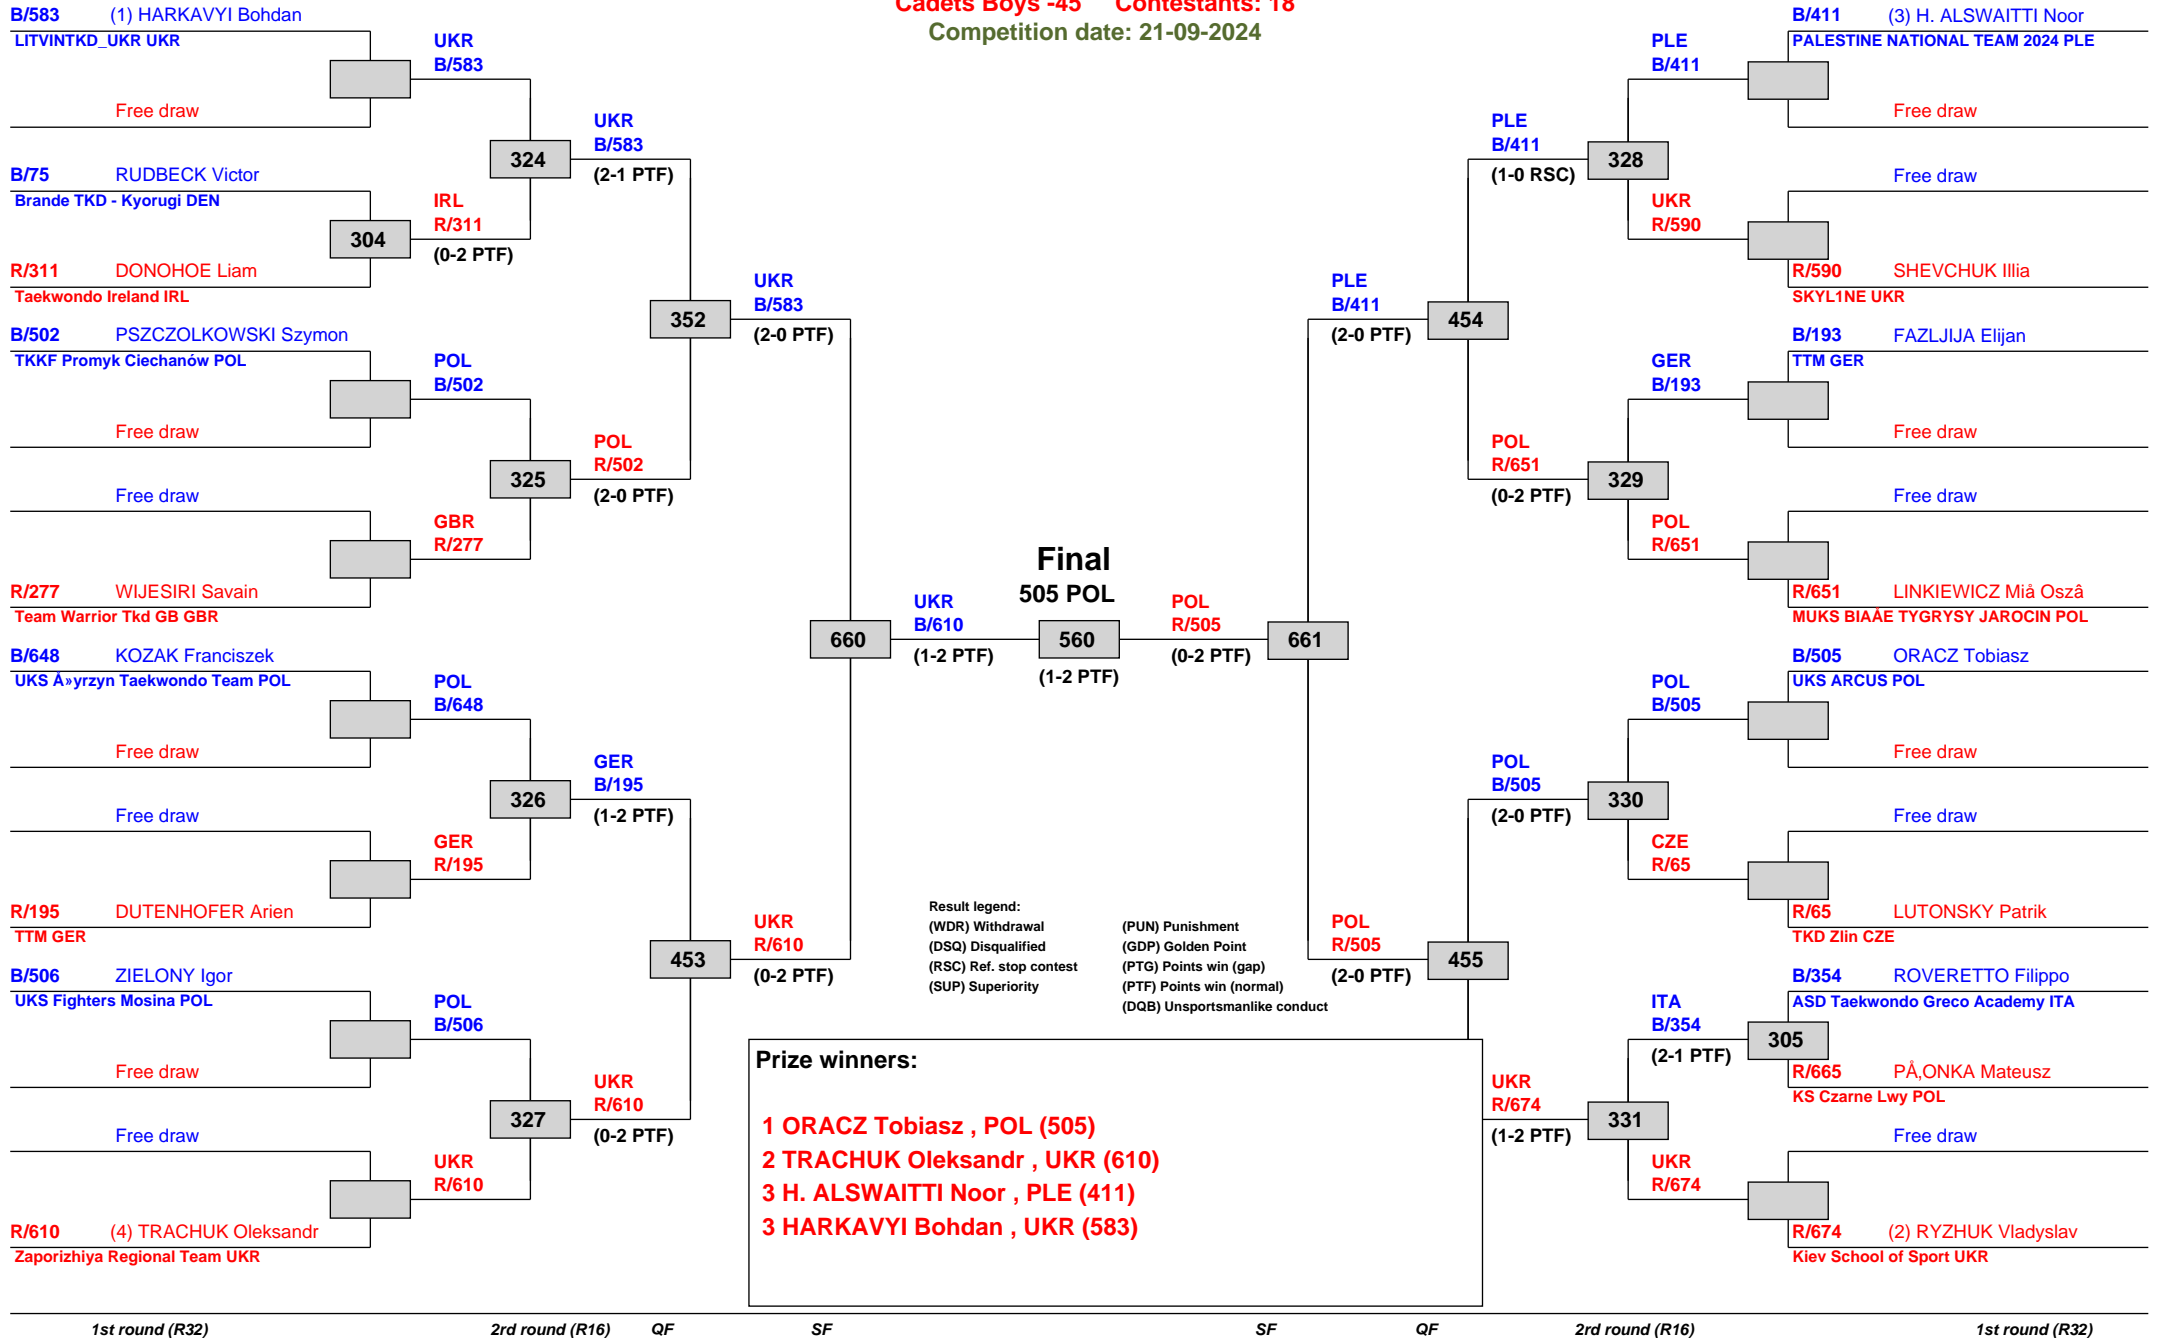 Cadets Boys -45 Contestants: 18
Competition date: 21-09-2024
B/583 (1) HARKAVYI Bohdan
LITVINTKD_UKR UKR
Free draw
B/75 RUDBECK Victor
Brande TKD - Kyorugi DEN
304
R/311 DONOHOE Liam
Taekwondo Ireland IRL
B/502 PSZCZOLKOWSKI Szymon
TKKF Promyk Ciechanów POL
Free draw
Free draw
R/277 WIJESIRI Savain
Team Warrior Tkd GB GBR
B/648 KOZAK Franciszek
UKS Å»yrzyn Taekwondo Team POL
Free draw
Free draw
R/195 DUTENHOFER Arien
TTM GER
B/506 ZIELONY Igor
UKS Fighters Mosina POL
Free draw
Free draw
R/610 (4) TRACHUK Oleksandr
Zaporizhiya Regional Team UKR
UKR
B/583
324
IRL
R/311
(0-2 PTF)
POL
B/502
325
GBR
R/277
POL
B/648
326
GER
R/195
POL
B/506
327
UKR
R/610
UKR
B/583
(2-1 PTF)
352
POL
R/502
(2-0 PTF)
GER
B/195
(1-2 PTF)
453
UKR
R/610
(0-2 PTF)
UKR
B/583
(2-0 PTF)
660
UKR
R/610
(0-2 PTF)
UKR
B/610
(1-2 PTF)
Final
505 POL
560
(1-2 PTF)
POL
R/505
(0-2 PTF)
661
PLE
B/411
(2-0 PTF)
454
POL
R/505
(2-0 PTF)
455
PLE
B/411
(1-0 RSC)
328
POL
R/651
(0-2 PTF)
329
POL
B/505
(2-0 PTF)
330
UKR
R/674
(1-2 PTF)
331
PLE
B/411
UKR
R/590
GER
B/193
POL
R/651
POL
B/505
CZE
R/65
ITA
B/354
(2-1 PTF)
305
UKR
R/674
B/411 (3) H. ALSWAITTI Noor
PALESTINE NATIONAL TEAM 2024 PLE
Free draw
Free draw
R/590 SHEVCHUK Illia
SKYL1NE UKR
B/193 FAZLJIJA Elijan
TTM GER
Free draw
Free draw
R/651 LINKIEWICZ Miå Oszâ
MUKS BIAÅE TYGRYSY JAROCIN POL
B/505 ORACZ Tobiasz
UKS ARCUS POL
Free draw
Free draw
R/65 LUTONSKY Patrik
TKD Zlin CZE
B/354 ROVERETTO Filippo
ASD Taekwondo Greco Academy ITA
R/665 PÅ‚ONKA Mateusz
KS Czarne Lwy POL
Free draw
R/674 (2) RYZHUK Vladyslav
Kiev School of Sport UKR
Result legend:
(WDR) Withdrawal (PUN) Punishment
(DSQ) Disqualified (GDP) Golden Point
(RSC) Ref. stop contest (PTG) Points win (gap)
(SUP) Superiority (PTF) Points win (normal)
(DQB) Unsportsmanlike conduct
Prize winners:
1 ORACZ Tobiasz , POL (505)
2 TRACHUK Oleksandr , UKR (610)
3 H. ALSWAITTI Noor , PLE (411)
3 HARKAVYI Bohdan , UKR (583)
1st round (R32) 2rd round (R16) QF SF SF QF 2rd round (R16) 1st round (R32)